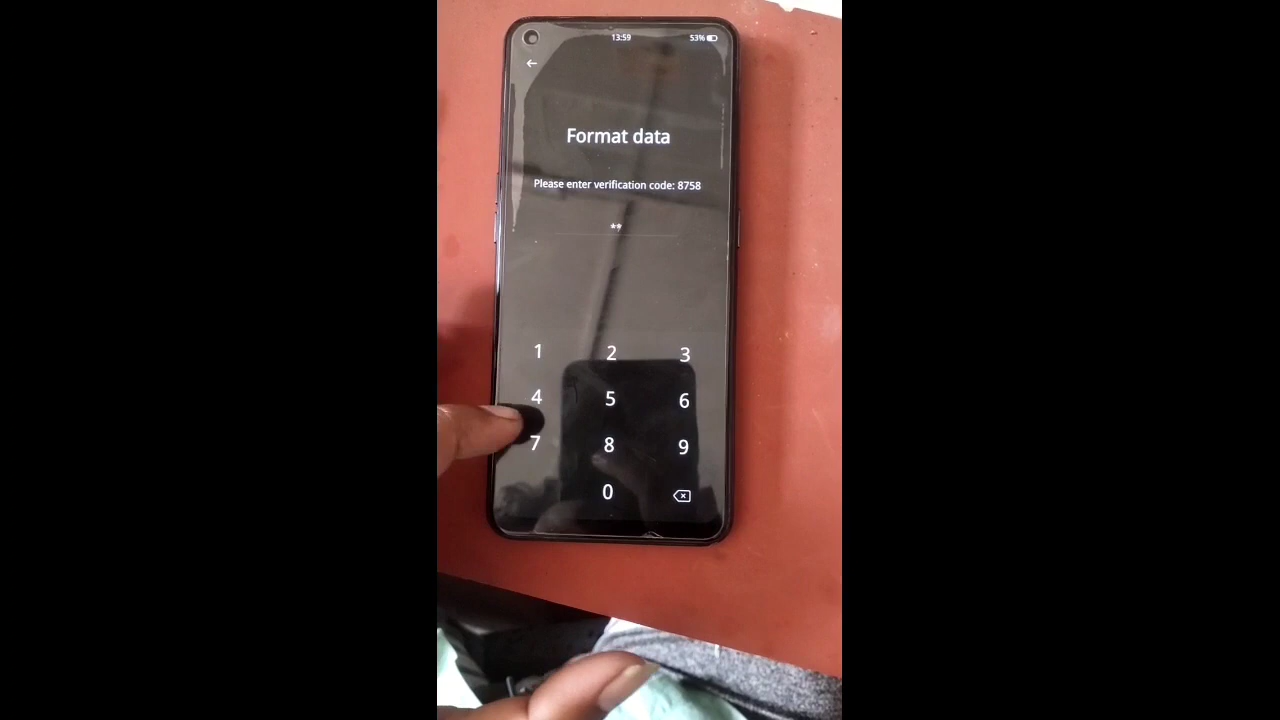 13:59 53%
Format data
Please enter verification code: 8758
**
1 2 3
4 5 6
7 8 9
0